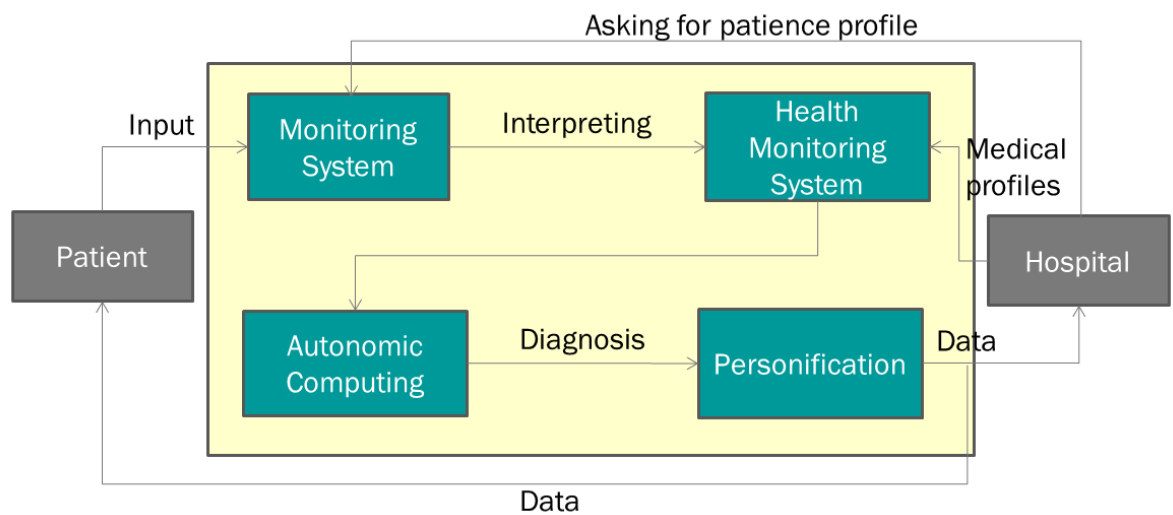 Asking for patience profile
Input
Monitoring
System
Interpreting
Health
Monitoring
System
Medical
profiles
Patient
Hospital
Autonomic
Computing
Diagnosis
Personification
Data
Data